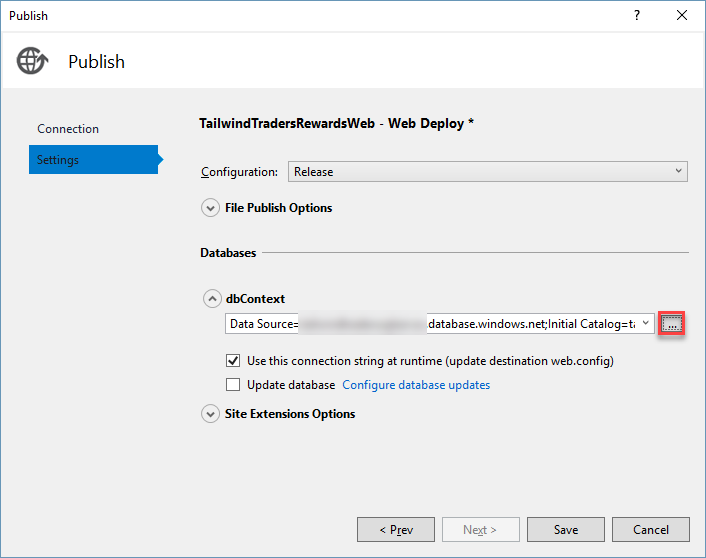 Publish
?
Publish
Connection
Settings
TailwindTradersRewardsWeb - Web Deploy *
Configuration: Release
File Publish Options
Databases
dbContext
Data Source= .database.windows.net;Initial Catalog=ta
...
Use this connection string at runtime (update destination web.config)
Update database Configure database updates
Site Extensions Options
< Prev Next > Save Cancel